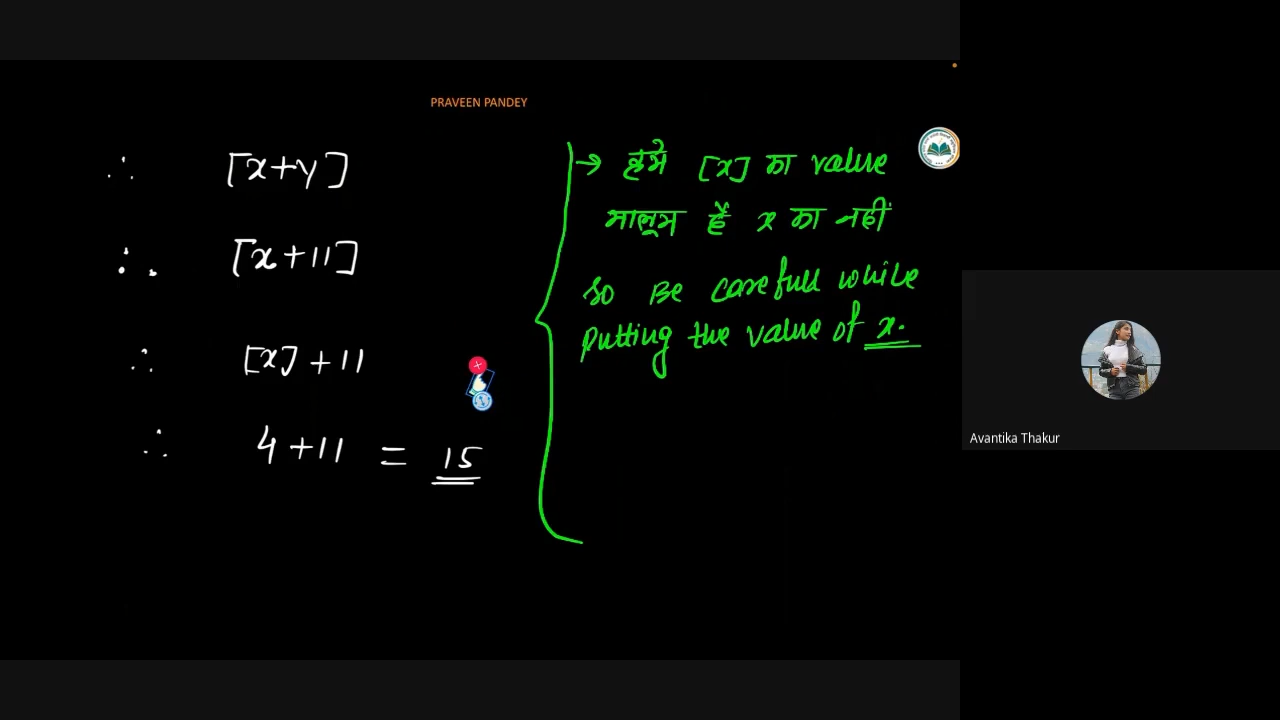 PRAVEEN PANDEY
∴ [x+y]
∴ [x+11]
∴ [x] + 11
∴ 4 + 11 = 15
→ हमे [x] का value
मालूम है x का नहीं
So Be carefull while
Putting the value of x.
Avantika Thakur